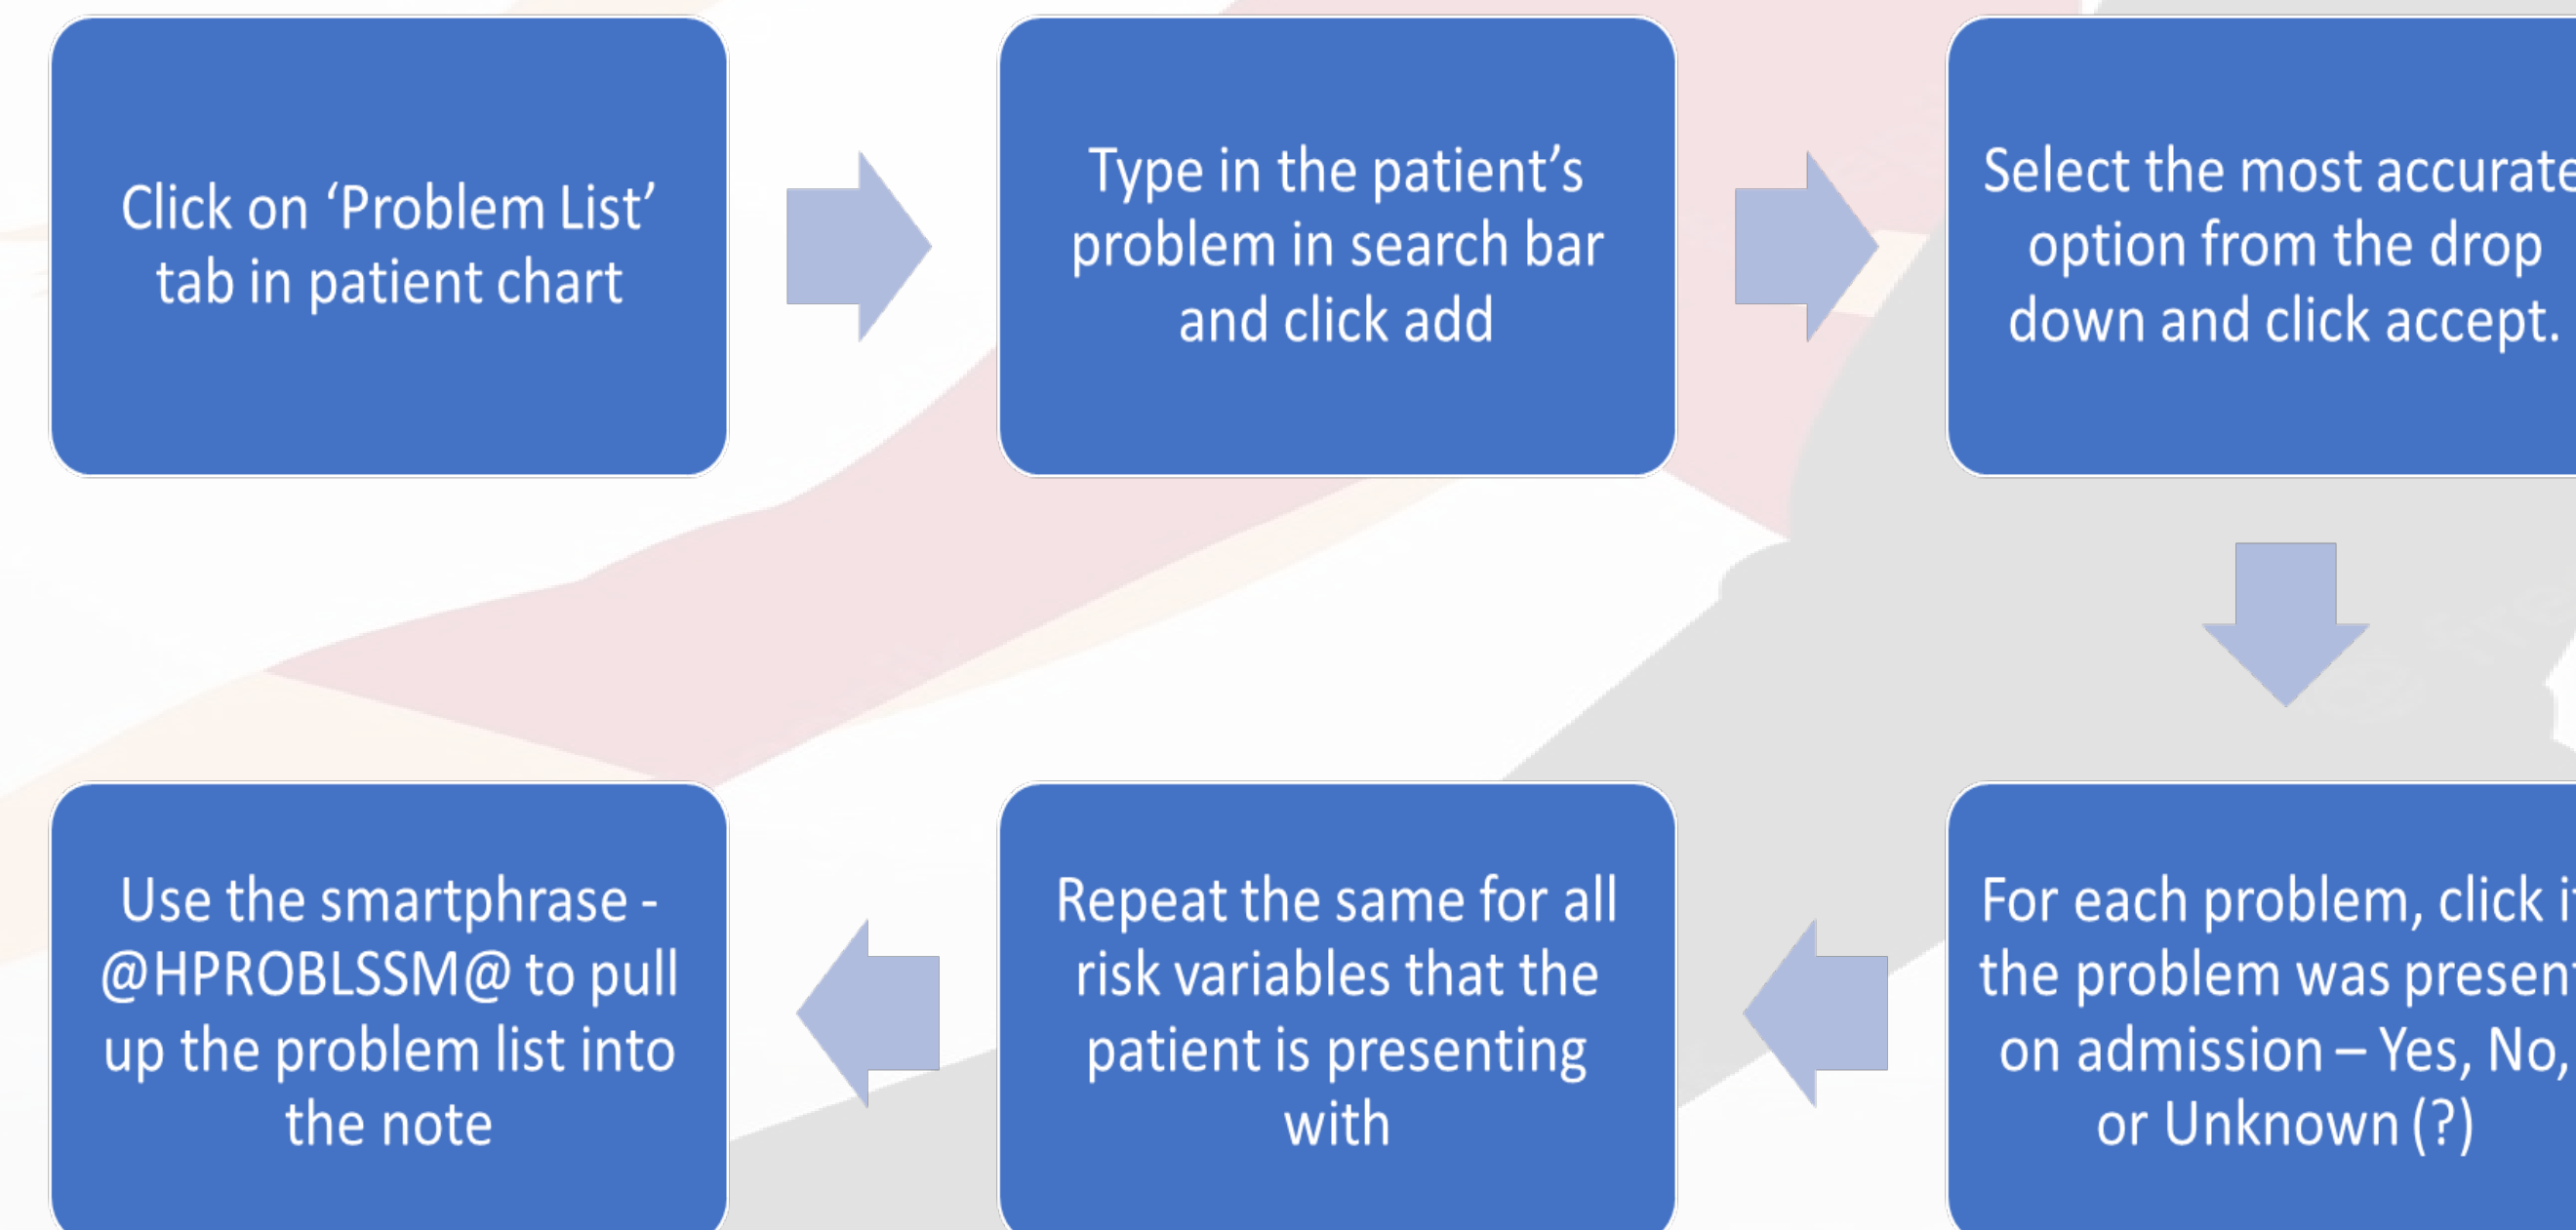 Click on ‘Problem List’
tab in patient chart
Type in the patient’s
problem in search bar
and click add
Select the most accurate
option from the drop
down and click accept.
For each problem, click if
the problem was present
on admission – Yes, No,
or Unknown (?)
Repeat the same for all
risk variables that the
patient is presenting
with
Use the smartphrase -
@HPROBLSSM@ to pull
up the problem list into
the note